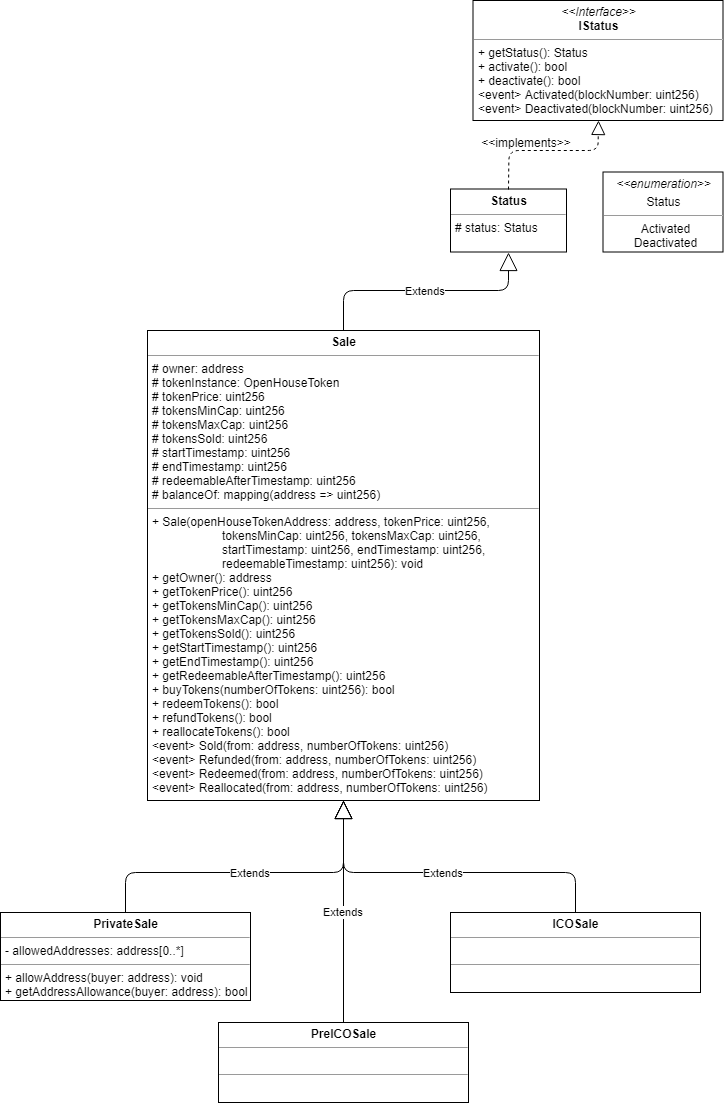 <<Interface>>
IStatus
+ getStatus(): Status
+ activate(): bool
+ deactivate(): bool
<event> Activated(blockNumber: uint256)
<event> Deactivated(blockNumber: uint256)
<<implements>>
<<enumeration>>
Status
Activated
Deactivated
Status
# status: Status
Extends
Sale
# owner: address
# tokenInstance: OpenHouseToken
# tokenPrice: uint256
# tokensMinCap: uint256
# tokensMaxCap: uint256
# tokensSold: uint256
# startTimestamp: uint256
# endTimestamp: uint256
# redeemableAfterTimestamp: uint256
# balanceOf: mapping(address => uint256)
+ Sale(openHouseTokenAddress: address, tokenPrice: uint256,
tokensMinCap: uint256, tokensMaxCap: uint256,
startTimestamp: uint256, endTimestamp: uint256,
redeemableTimestamp: uint256): void
+ getOwner(): address
+ getTokenPrice(): uint256
+ getTokensMinCap(): uint256
+ getTokensMaxCap(): uint256
+ getTokensSold(): uint256
+ getStartTimestamp(): uint256
+ getEndTimestamp(): uint256
+ getRedeemableAfterTimestamp(): uint256
+ buyTokens(numberOfTokens: uint256): bool
+ redeemTokens(): bool
+ refundTokens(): bool
+ reallocateTokens(): bool
<event> Sold(from: address, numberOfTokens: uint256)
<event> Refunded(from: address, numberOfTokens: uint256)
<event> Redeemed(from: address, numberOfTokens: uint256)
<event> Reallocated(from: address, numberOfTokens: uint256)
Extends
Extends
Extends
PrivateSale
- allowedAddresses: address[0..*]
+ allowAddress(buyer: address): void
+ getAddressAllowance(buyer: address): bool
ICOSale
PreICOSale